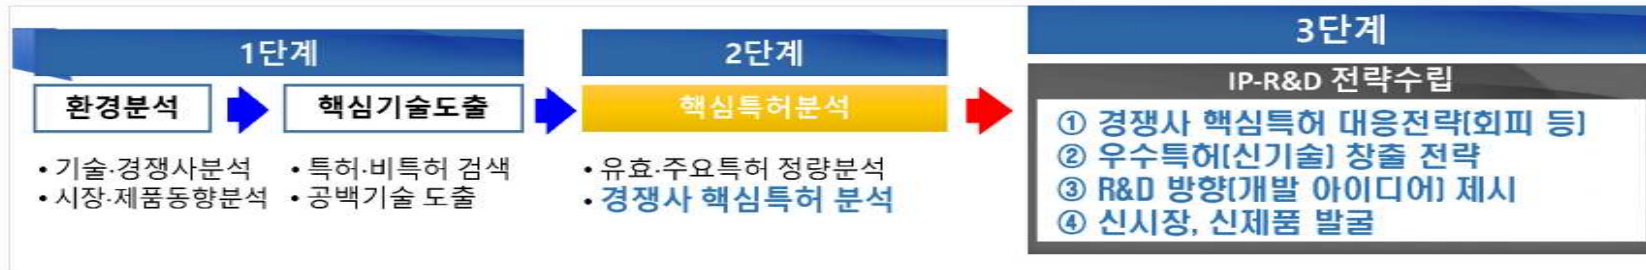 1단계
환경분석
핵심기술도출
• 기술·경쟁사분석
• 시장·제품동향분석
• 특허·비특허 검색
• 공백기술 도출
2단계
핵심특허분석
• 유효·주요특허 정량분석
• 경쟁사 핵심특허 분석
3단계
IP-R&D 전략수립
① 경쟁사 핵심특허 대응전략(회피 등)
② 우수특허(신기술) 창출 전략
③ R&D 방향(개발 아이디어) 제시
④ 신시장, 신제품 발굴